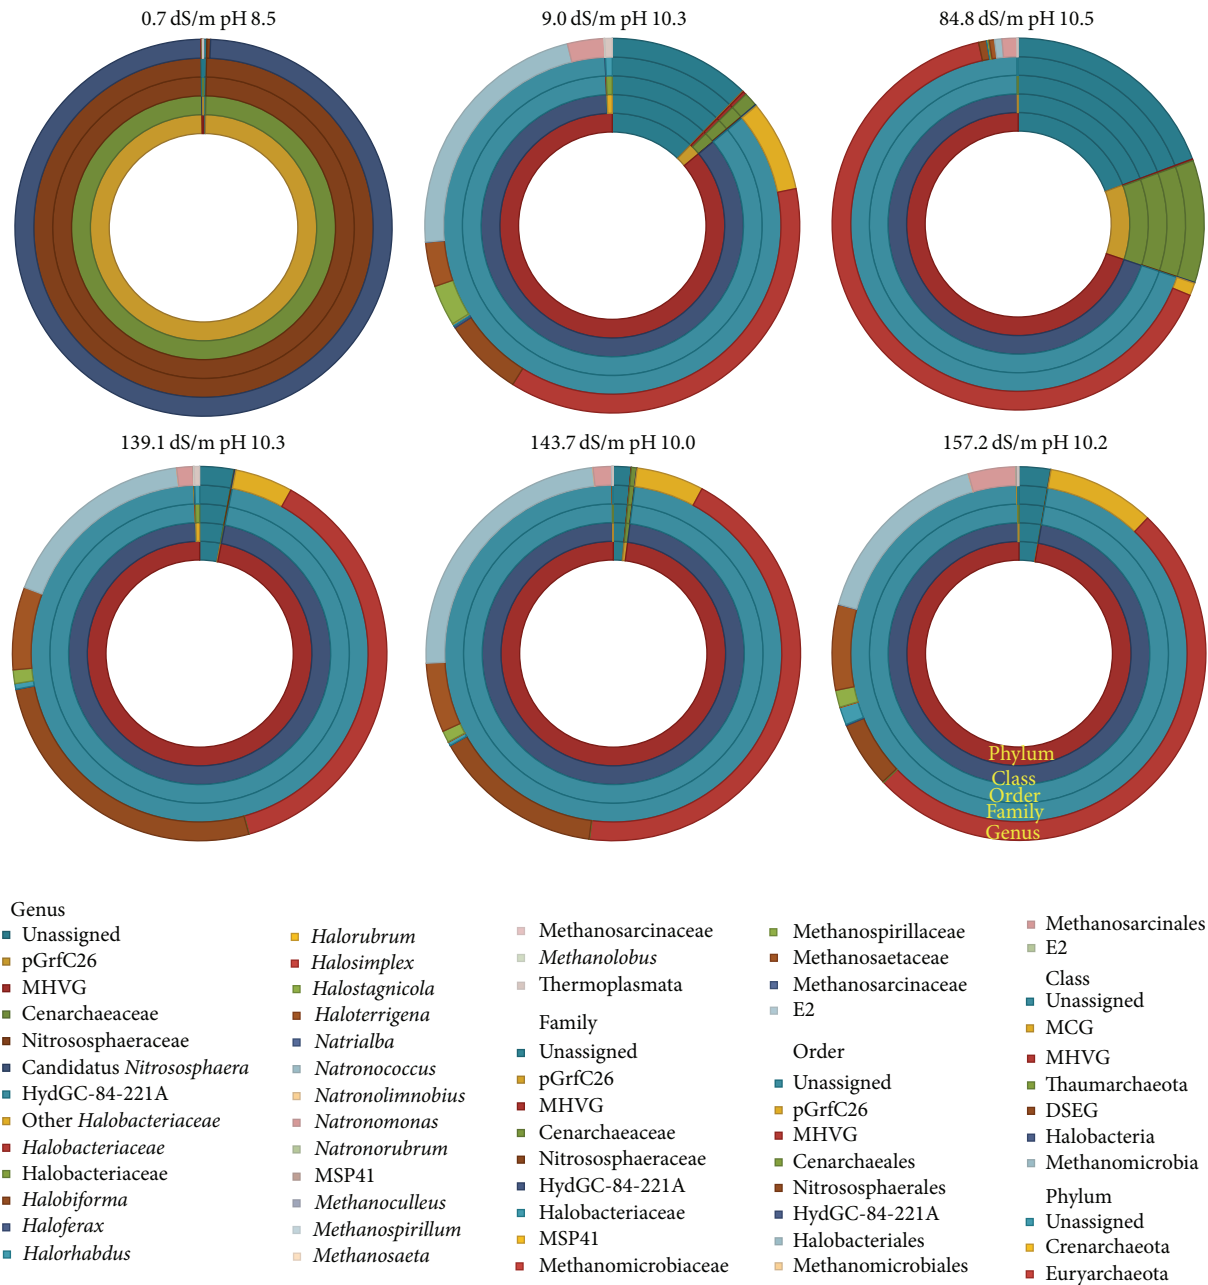 0.7 dS/m pH 8.5
9.0 dS/m pH 10.3
84.8 dS/m pH 10.5
139.1 dS/m pH 10.3
143.7 dS/m pH 10.0
157.2 dS/m pH 10.2
Phylum
Class
Order
Family
Genus
Genus
Unassigned
pGrfC26
MHVG
Cenarchaeaceae
Nitrososphaeraceae
Candidatus Nitrososphaera
HydGC-84-221A
Other Halobacteriaceae
Halobacteriaceae
Halobacteriaceae
Halobiforma
Haloferax
Halorhabdus
Halorubrum
Halosimplex
Halostagnicola
Haloterrigena
Natrialba
Natronococcus
Natronolimnobius
Natronomonas
Natronorubrum
MSP41
Methanoculleus
Methanospirillum
Methanosaeta
Methanosarcinaceae
Methanolobus
Thermoplasmata
Family
Unassigned
pGrfC26
MHVG
Cenarchaeaceae
Nitrososphaeraceae
HydGC-84-221A
Halobacteriaceae
MSP41
Methanomicrobiaceae
Methanospirillaceae
Methanosaetaceae
Methanosarcinaceae
E2
Order
Unassigned
pGrfC26
MHVG
Cenarchaeales
Nitrososphaerales
HydGC-84-221A
Halobacteriales
Methanomicrobiales
Methanosarcinales
E2
Class
Unassigned
MCG
MHVG
Thaumarchaeota
DSEG
Halobacteria
Methanomicrobia
Phylum
Unassigned
Crenarchaeota
Euryarchaeota